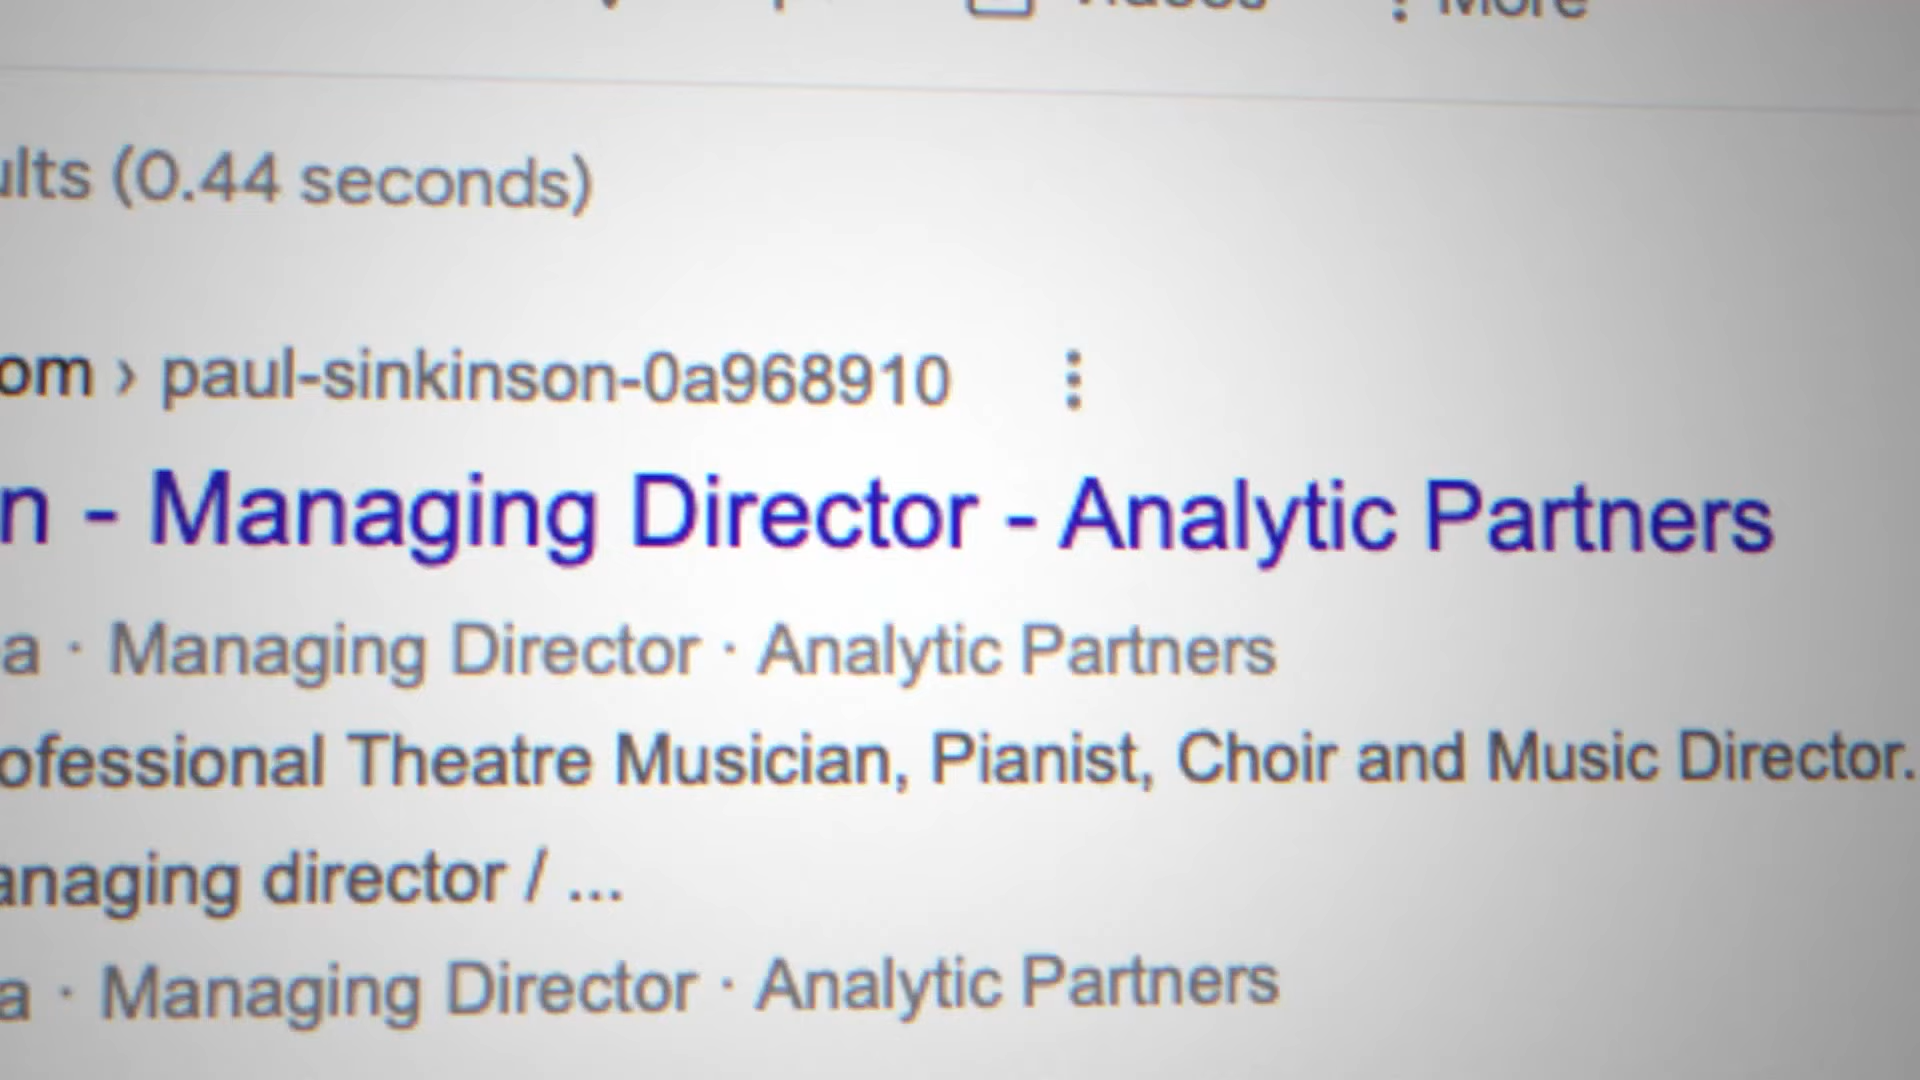 More
ults (0.44 seconds)
om › paul-sinkinson-0a968910
n - Managing Director - Analytic Partners
a · Managing Director · Analytic Partners
ofessional Theatre Musician, Pianist, Choir and Music Director.
anaging director / ...
a · Managing Director · Analytic Partners